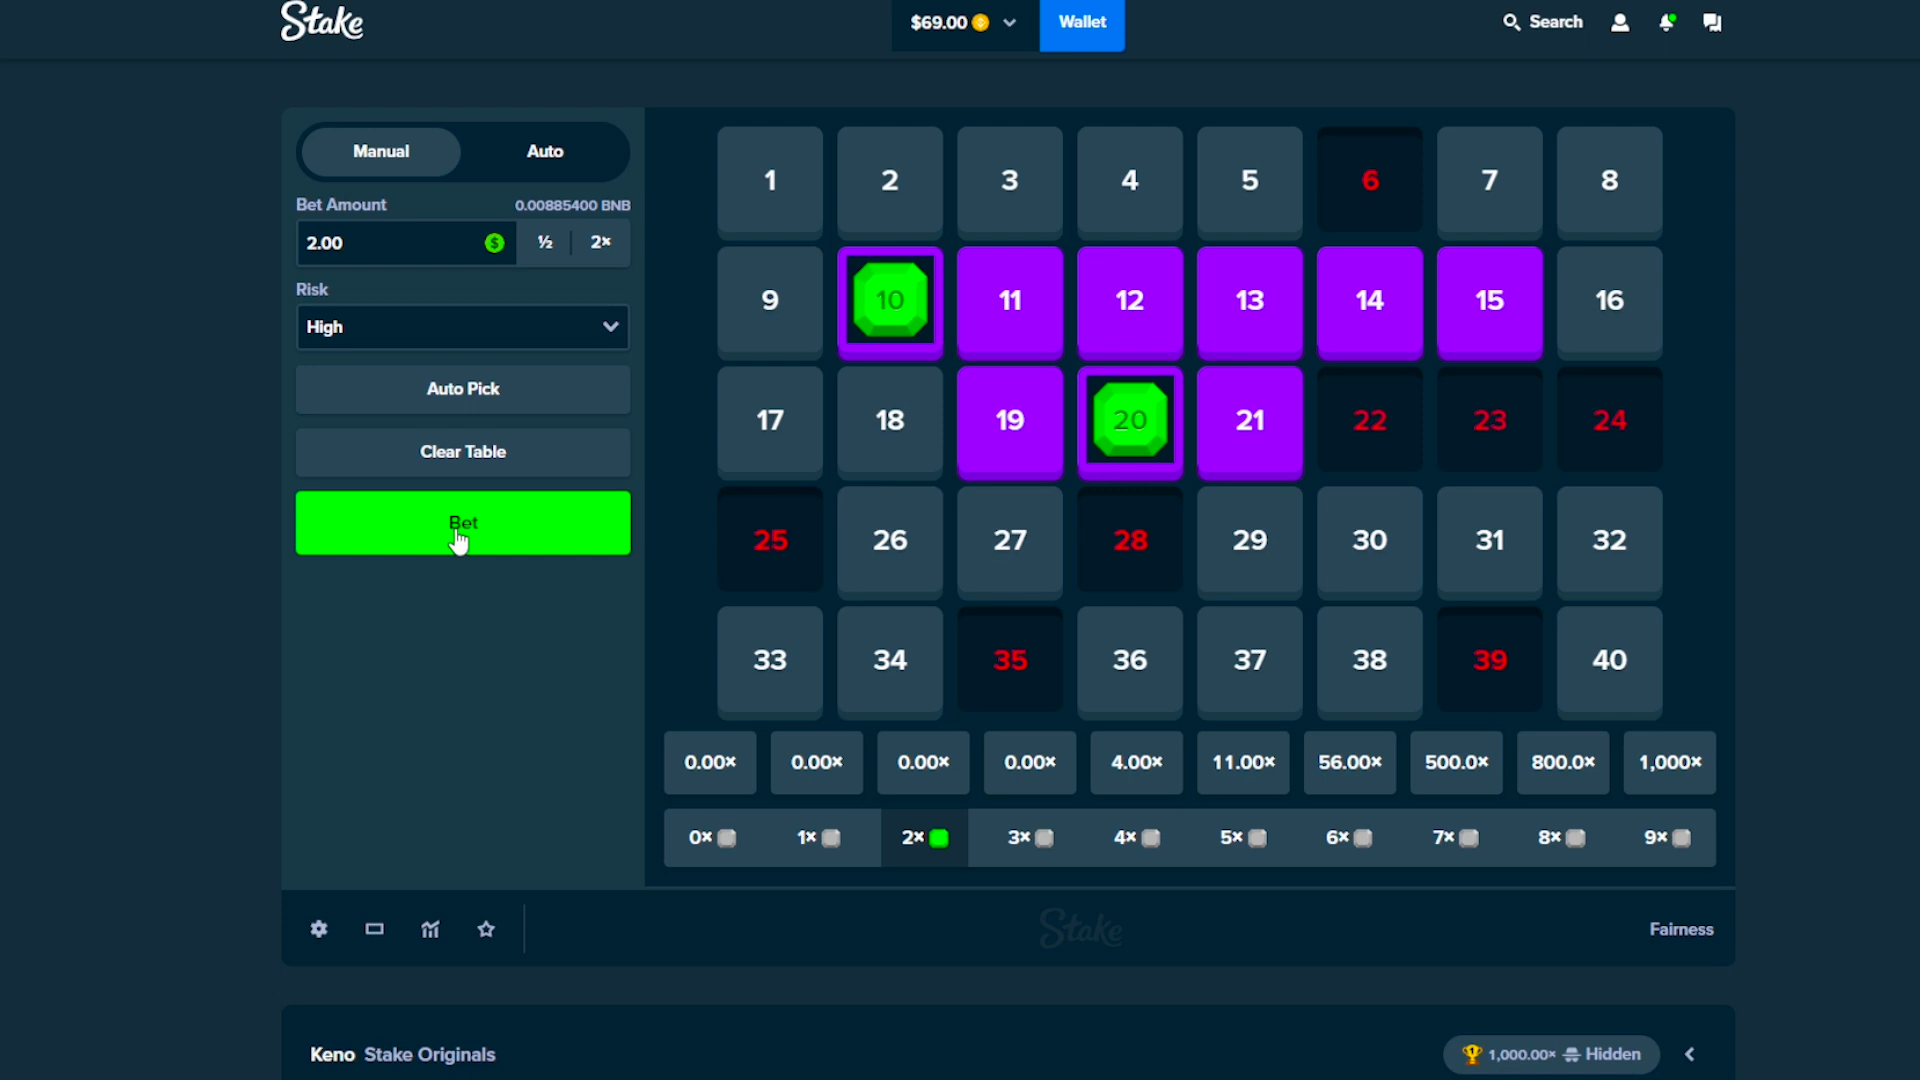 Stake
$69.00
Wallet
Search
Manual
Auto
Bet Amount
0.00885400 BNB
2.00
½
2×
Risk
High
Auto Pick
Clear Table
Bet
1 2 3 4 5 6 7 8
9 10 11 12 13 14 15 16
17 18 19 20 21 22 23 24
25 26 27 28 29 30 31 32
33 34 35 36 37 38 39 40
0.00× 0.00× 0.00× 0.00× 4.00× 11.00× 56.00× 500.0× 800.0× 1,000×
0× 1× 2× 3× 4× 5× 6× 7× 8× 9×
Stake
Fairness
Keno Stake Originals
1,000.00× Hidden